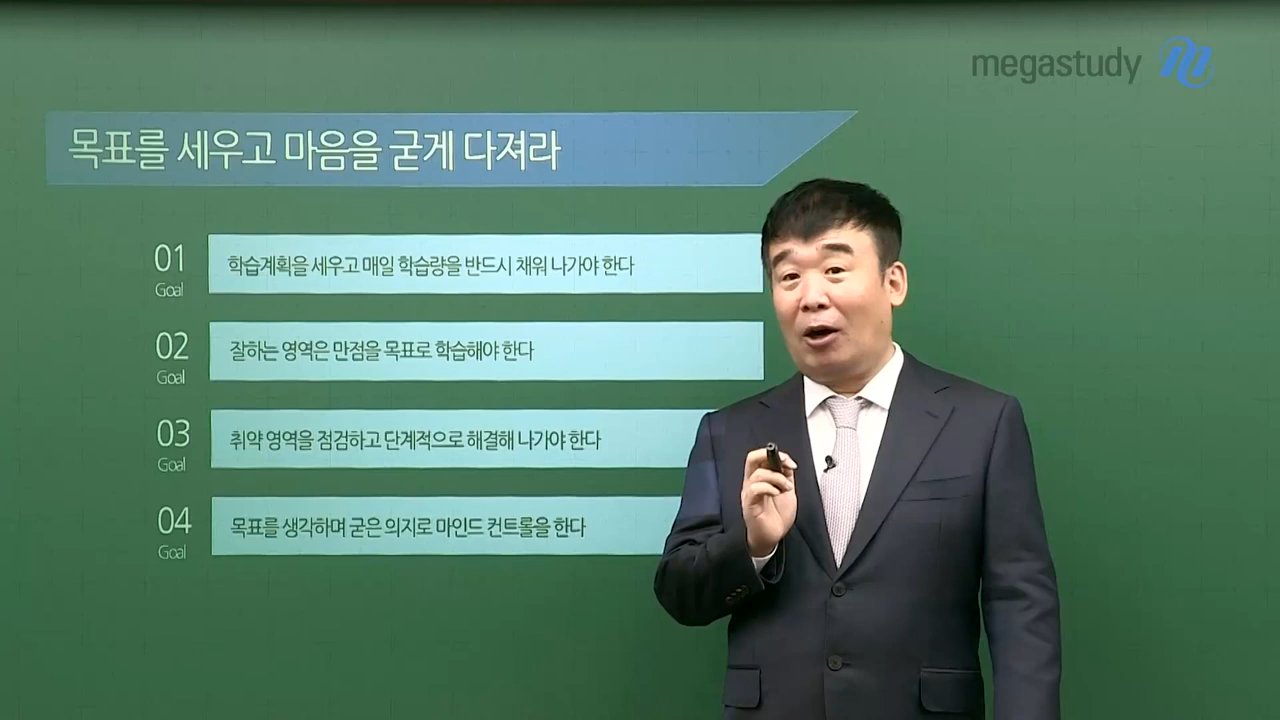 megastudy
목표를 세우고 마음을 굳게 다져라
01
Goal
학습계획을 세우고 매일 학습량을 반드시 채워 나가야 한다
02
Goal
잘하는 영역은 만점을 목표로 학습해야 한다
03
Goal
취약 영역을 점검하고 단계적으로 해결해 나가야 한다
04
Goal
목표를 생각하며 굳은 의지로 마인드 컨트롤을 한다